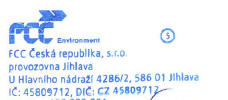 FCC Environment
5
FCC Česká republika, s.r.o.
provozovna Jihlava
U Hlavního nádraží 4286/2, 586 01 Jihlava
IČ: 45809712, DIČ: CZ 45809712